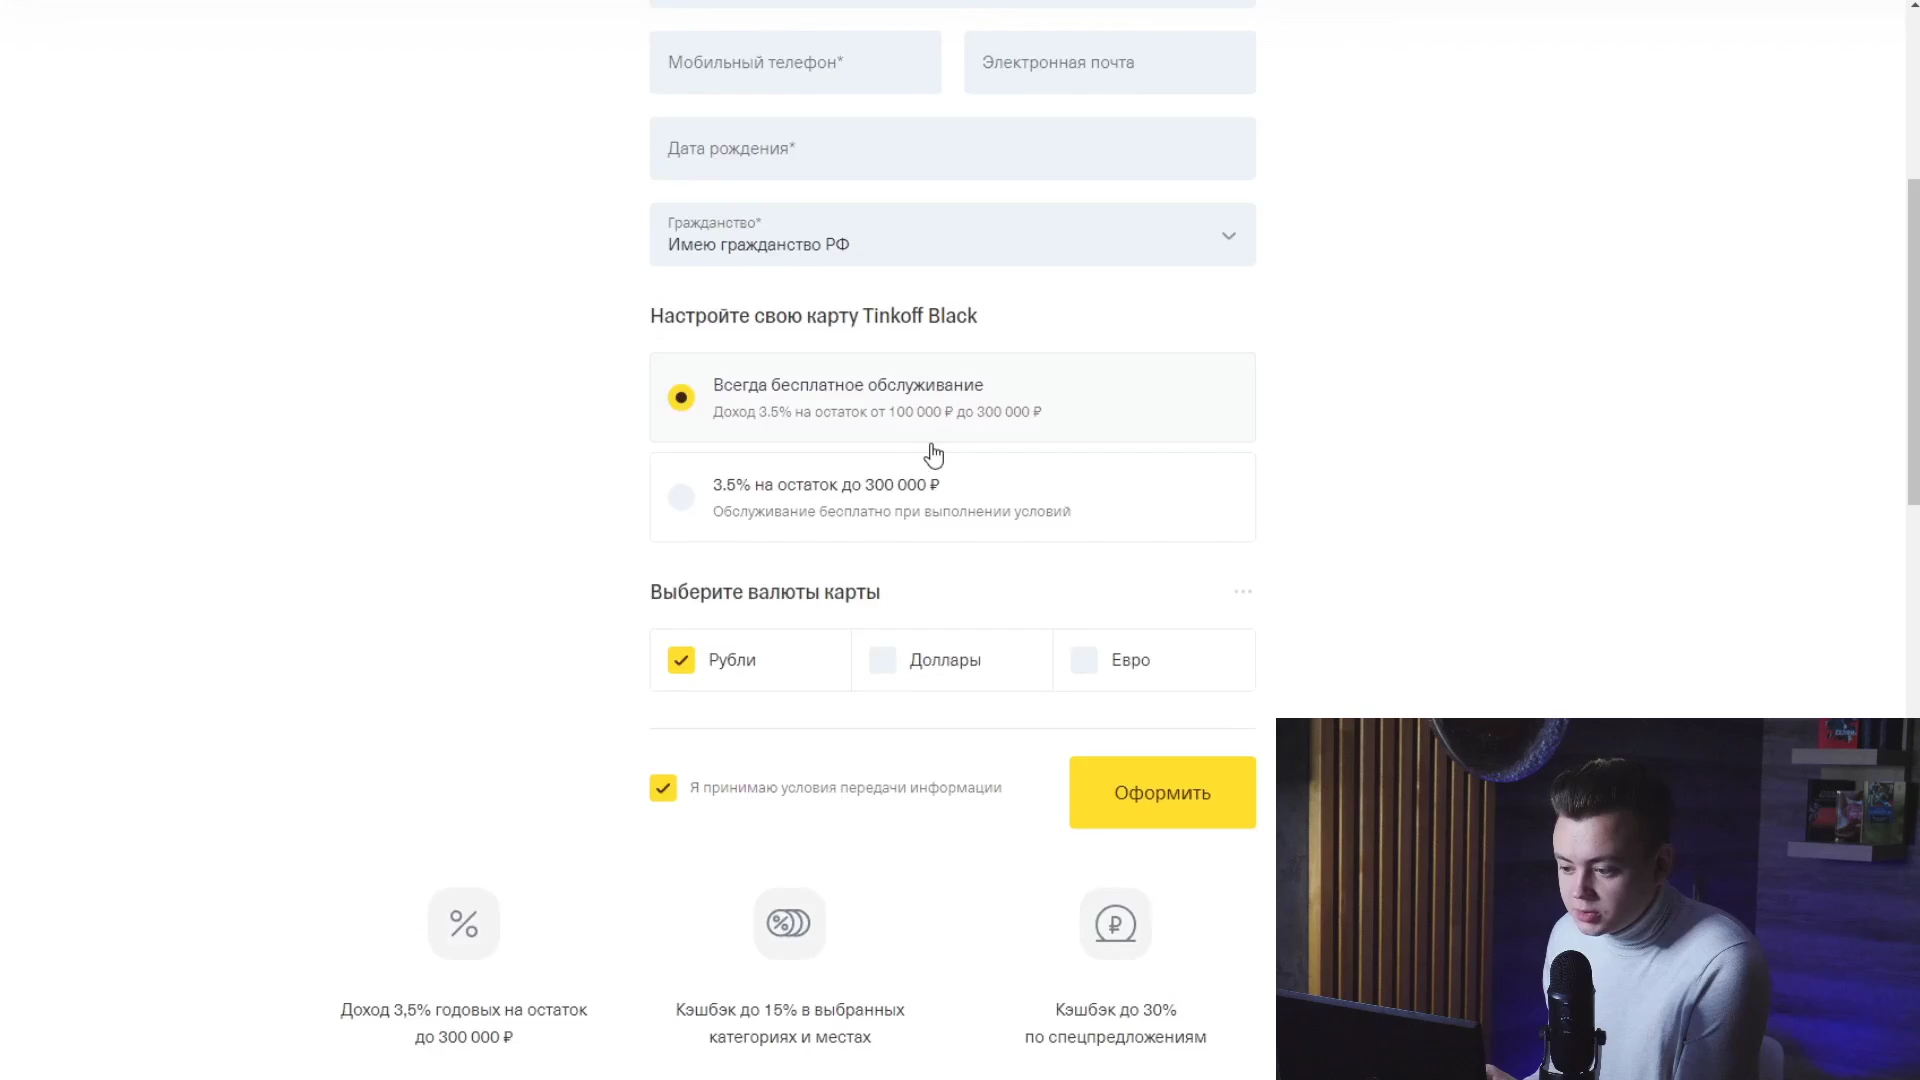 Мобильный телефон*
Электронная почта
Дата рождения*
Гражданство*
Имею гражданство РФ
Настройте свою карту Tinkoff Black
Всегда бесплатное обслуживание
Доход 3.5% на остаток от 100 000 ₽ до 300 000 ₽
3.5% на остаток до 300 000 ₽
Обслуживание бесплатно при выполнении условий
Выберите валюты карты
Рубли
Доллары
Евро
Я принимаю условия передачи информации
Оформить
Доход 3,5% годовых на остаток
до 300 000 ₽
Кэшбэк до 15% в выбранных
категориях и местах
Кэшбэк до 30%
по спецпредложениям